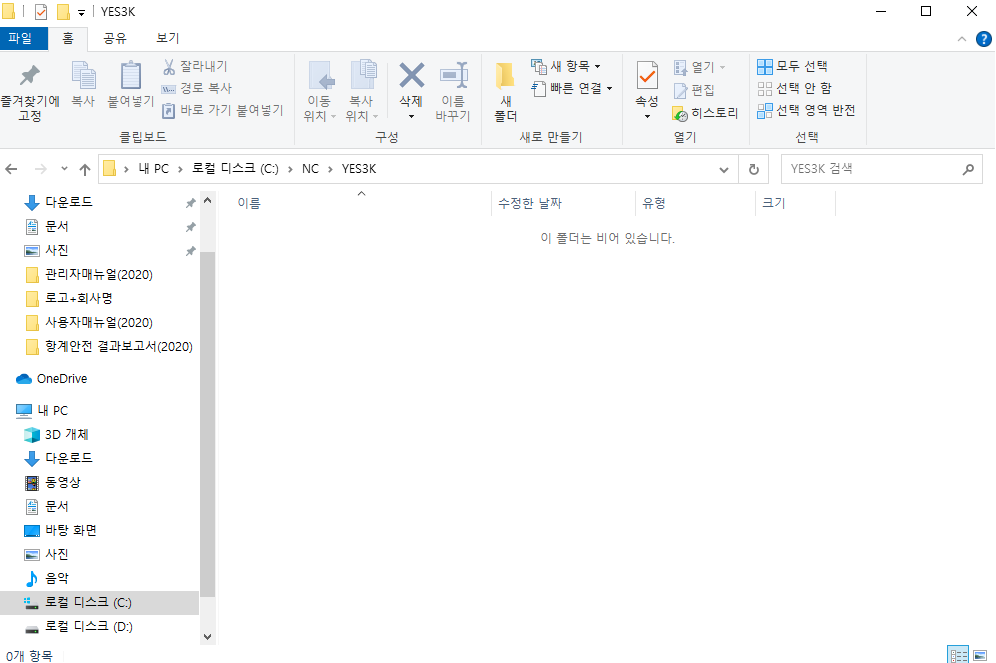 YES3K
파일 홈 공유 보기
즐겨찾기에 고정
복사
붙여넣기
잘라내기
경로 복사
바로 가기 붙여넣기
클립보드
이동 위치
복사 위치
삭제
이름 바꾸기
구성
새 폴더
새 항목
빠른 연결
새로 만들기
속성
열기
편집
히스토리
열기
모두 선택
선택 안 함
선택 영역 반전
선택
내 PC › 로컬 디스크 (C:) › NC › YES3K
YES3K 검색
이름 수정한 날짜 유형 크기
이 폴더는 비어 있습니다.
다운로드
문서
사진
관리자매뉴얼(2020)
로고+회사명
사용자매뉴얼(2020)
항계안전 결과보고서(2020)
OneDrive
내 PC
3D 개체
다운로드
동영상
문서
바탕 화면
사진
음악
로컬 디스크 (C:)
로컬 디스크 (D:)
0개 항목